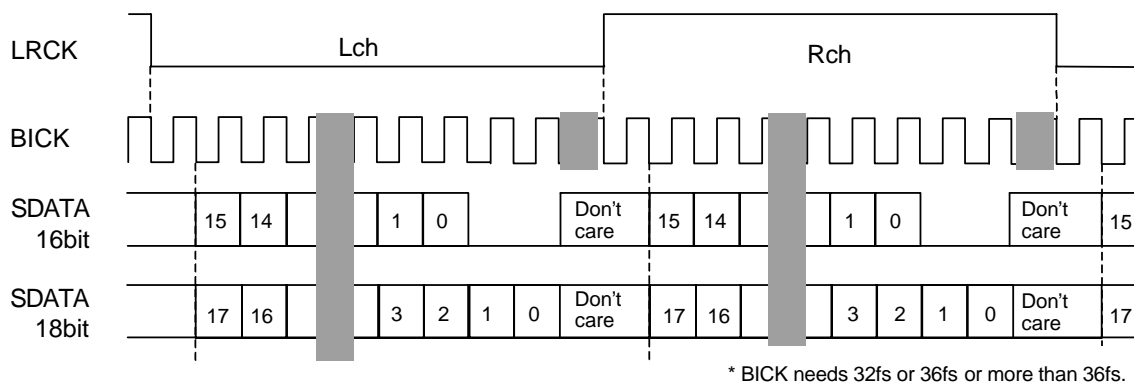 LRCK Lch Rch
BICK
SDATA 16bit 15 14 1 0 Don't care 15 14 1 0 Don't care 15
SDATA 18bit 17 16 3 2 1 0 Don't care 17 16 3 2 1 0 Don't care 17
* BICK needs 32fs or 36fs or more than 36fs.